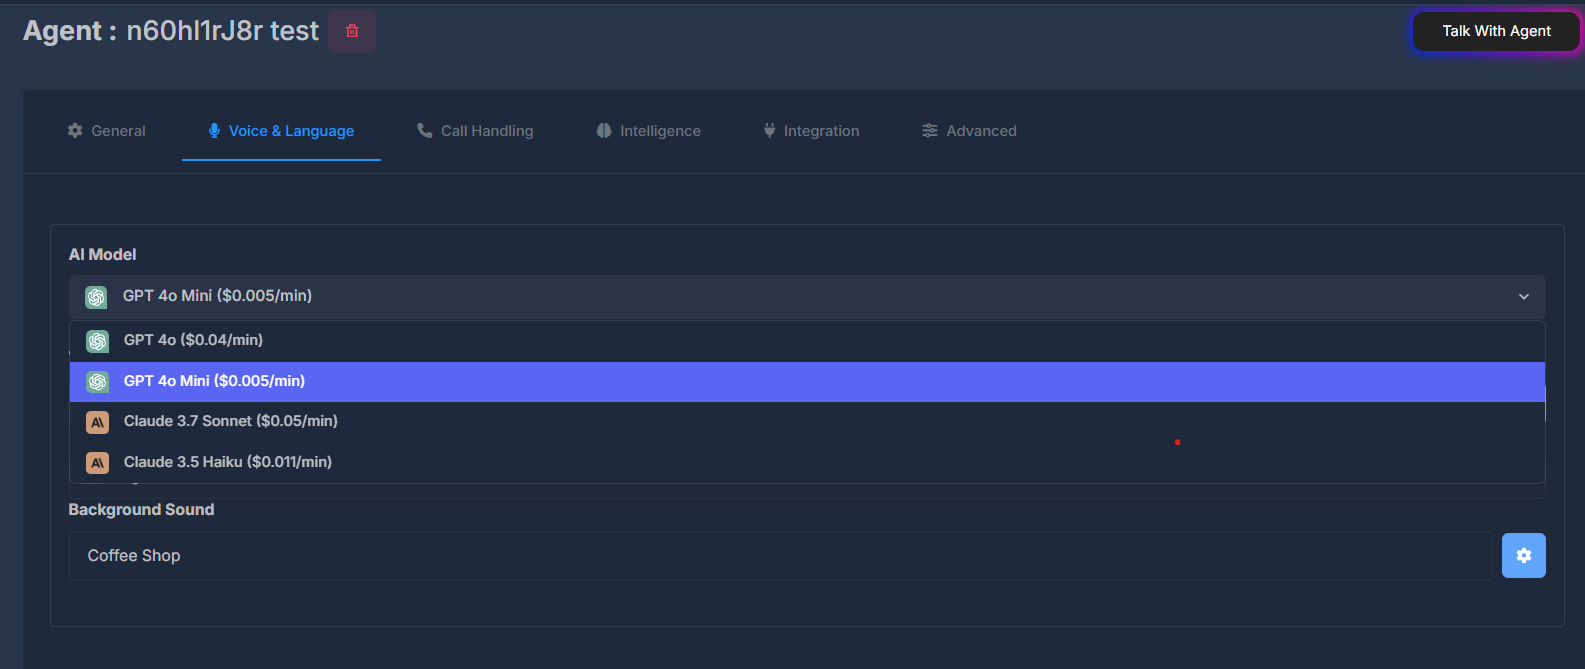 Agent : n60hl1rJ8r test
Talk With Agent
General
Voice & Language
Call Handling
Intelligence
Integration
Advanced
AI Model
GPT 4o Mini ($0.005/min)
GPT 4o ($0.04/min)
GPT 4o Mini ($0.005/min)
Claude 3.7 Sonnet ($0.05/min)
Claude 3.5 Haiku ($0.011/min)
Background Sound
Coffee Shop